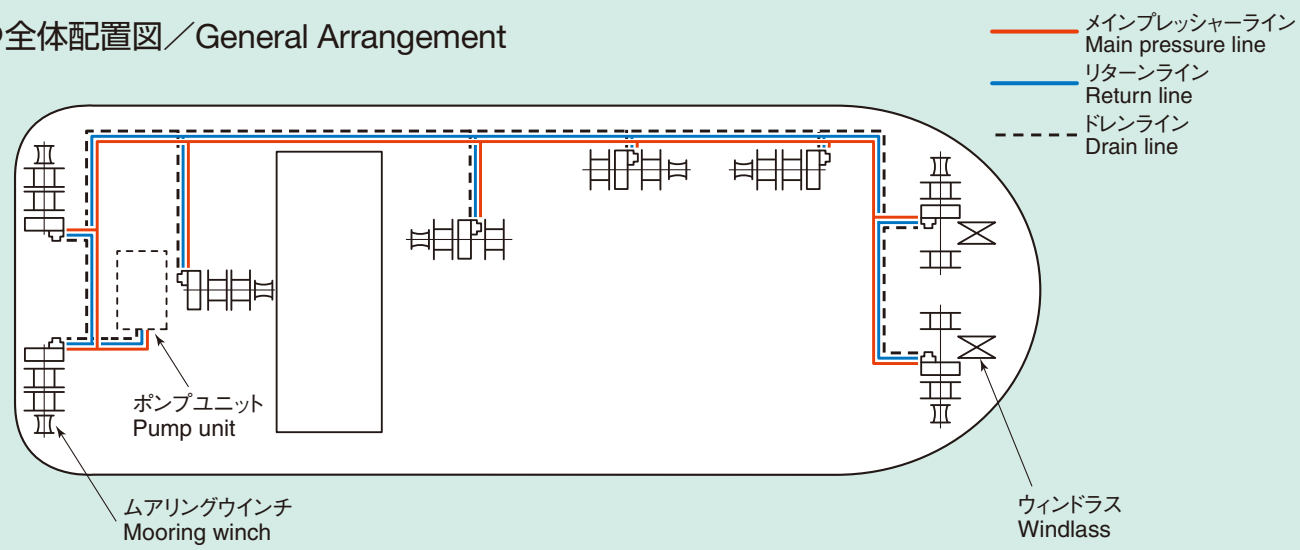 全体配置図／General Arrangement
メインプレッシャーライン
Main pressure line
リターンライン
Return line
ドレンライン
Drain line
ポンプユニット
Pump unit
ムアリングウインチ
Mooring winch
ウィンドラス
Windlass